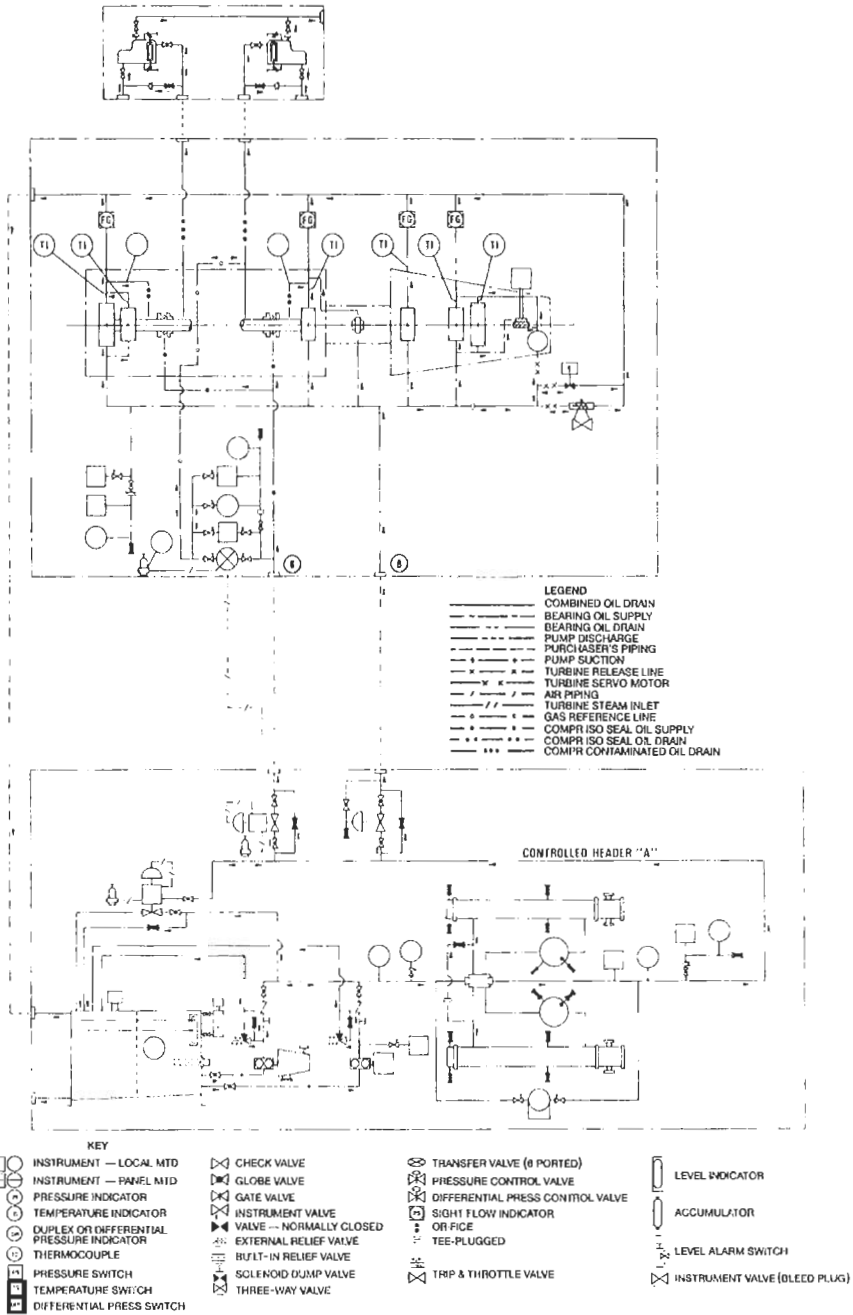 FG
FG
FG
FG
TI
TI
TI
TI
TI
TI
B
LEGEND
COMBINED OIL DRAIN
BEARING OIL SUPPLY
BEARING OIL DRAIN
PUMP DISCHARGE
PURCHASER'S PIPING
PUMP SUCTION
TURBINE RELEASE LINE
TURBINE SERVO MOTOR
AIR PIPING
TURBINE STEAM INLET
GAS REFERENCE LINE
COMPR ISO SEAL OIL SUPPLY
COMPR ISO SEAL OIL DRAIN
COMPR CONTAMINATED OIL DRAIN
CONTROLLED HEADER "A"
KEY
INSTRUMENT — LOCAL MTD
INSTRUMENT — PANEL MTD
PRESSURE INDICATOR
TEMPERATURE INDICATOR
DUPLEX OR DIFFERENTIAL
PRESSURE INDICATOR
THERMOCOUPLE
PRESSURE SWITCH
TEMPERATURE SWITCH
DIFFERENTIAL PRESS SWITCH
CHECK VALVE
GLOBE VALVE
GATE VALVE
INSTRUMENT VALVE
VALVE — NORMALLY CLOSED
EXTERNAL RELIEF VALVE
BUILT-IN RELIEF VALVE
SOLENOID DUMP VALVE
THREE-WAY VALVE
TRANSFER VALVE (6 PORTED)
PRESSURE CONTROL VALVE
DIFFERENTIAL PRESS CONTROL VALVE
SIGHT FLOW INDICATOR
ORIFICE
TEE-PLUGGED
TRIP & THROTTLE VALVE
LEVEL INDICATOR
ACCUMULATOR
LEVEL ALARM SWITCH
INSTRUMENT VALVE (BLEED PLUG)